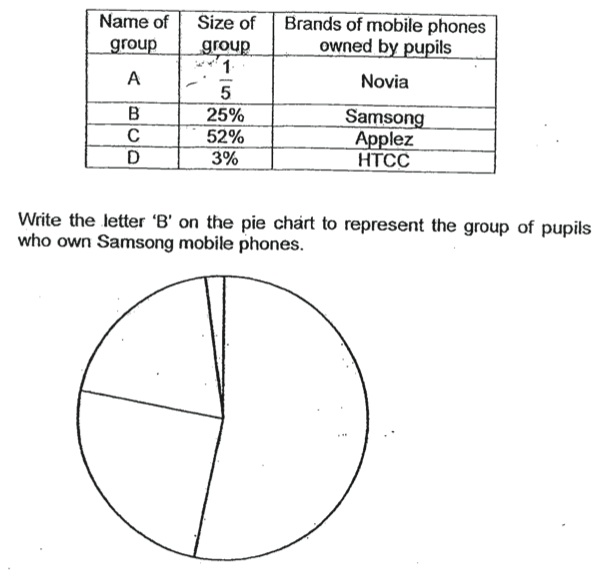 Name of group Size of group Brands of mobile phones owned by pupils
A 1/5 Novia
B 25% Samsong
C 52% Applez
D 3% HTCC
Write the letter 'B' on the pie chart to represent the group of pupils
who own Samsong mobile phones.